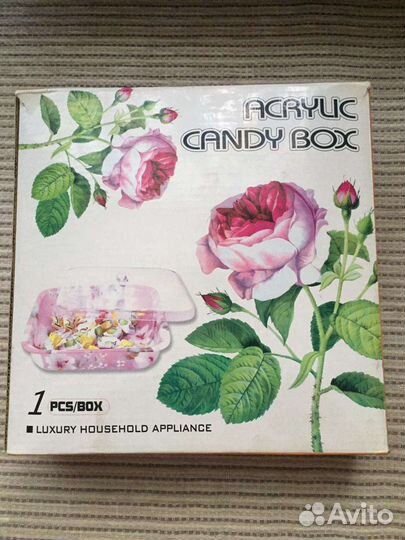 ACRYLIC
CANDY BOX
1 PCS/BOX
■ LUXURY HOUSEHOLD APPLIANCE
Avito